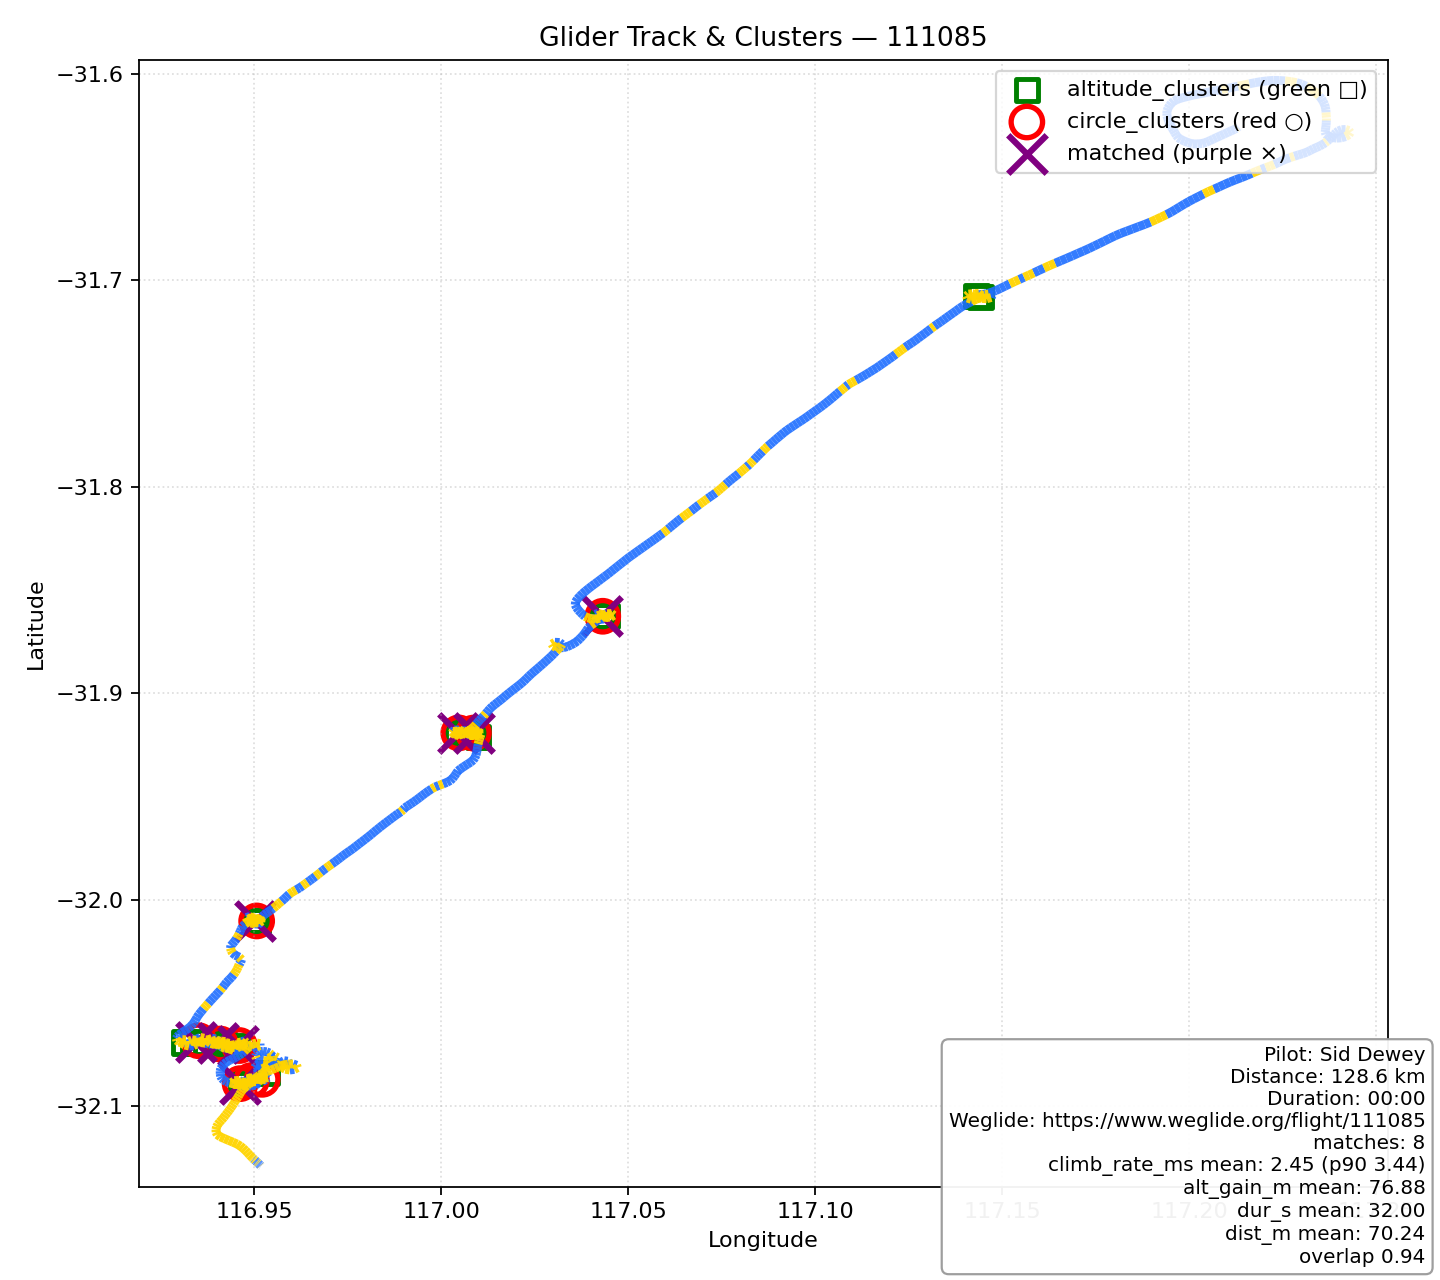 Glider Track & Clusters — 111085
altitude_clusters (green □)
circle_clusters (red ○)
matched (purple ×)
−31.6
−31.7
−31.8
−31.9
−32.0
−32.1
Latitude
116.95
117.00
117.05
117.10
117.15
117.20
Longitude
Pilot: Sid Dewey
Distance: 128.6 km
Duration: 00:00
Weglide: https://www.weglide.org/flight/111085
matches: 8
climb_rate_ms mean: 2.45 (p90 3.44)
alt_gain_m mean: 76.88
dur_s mean: 32.00
dist_m mean: 70.24
overlap 0.94